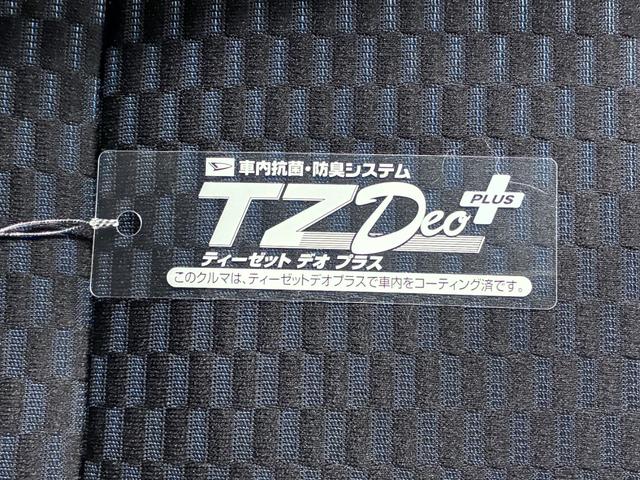 車内抗菌・防臭システム
TZ Deo PLUS
ティーゼット デオ プラス
このクルマは、ティーゼットデオプラスで車内をコーティング済です。